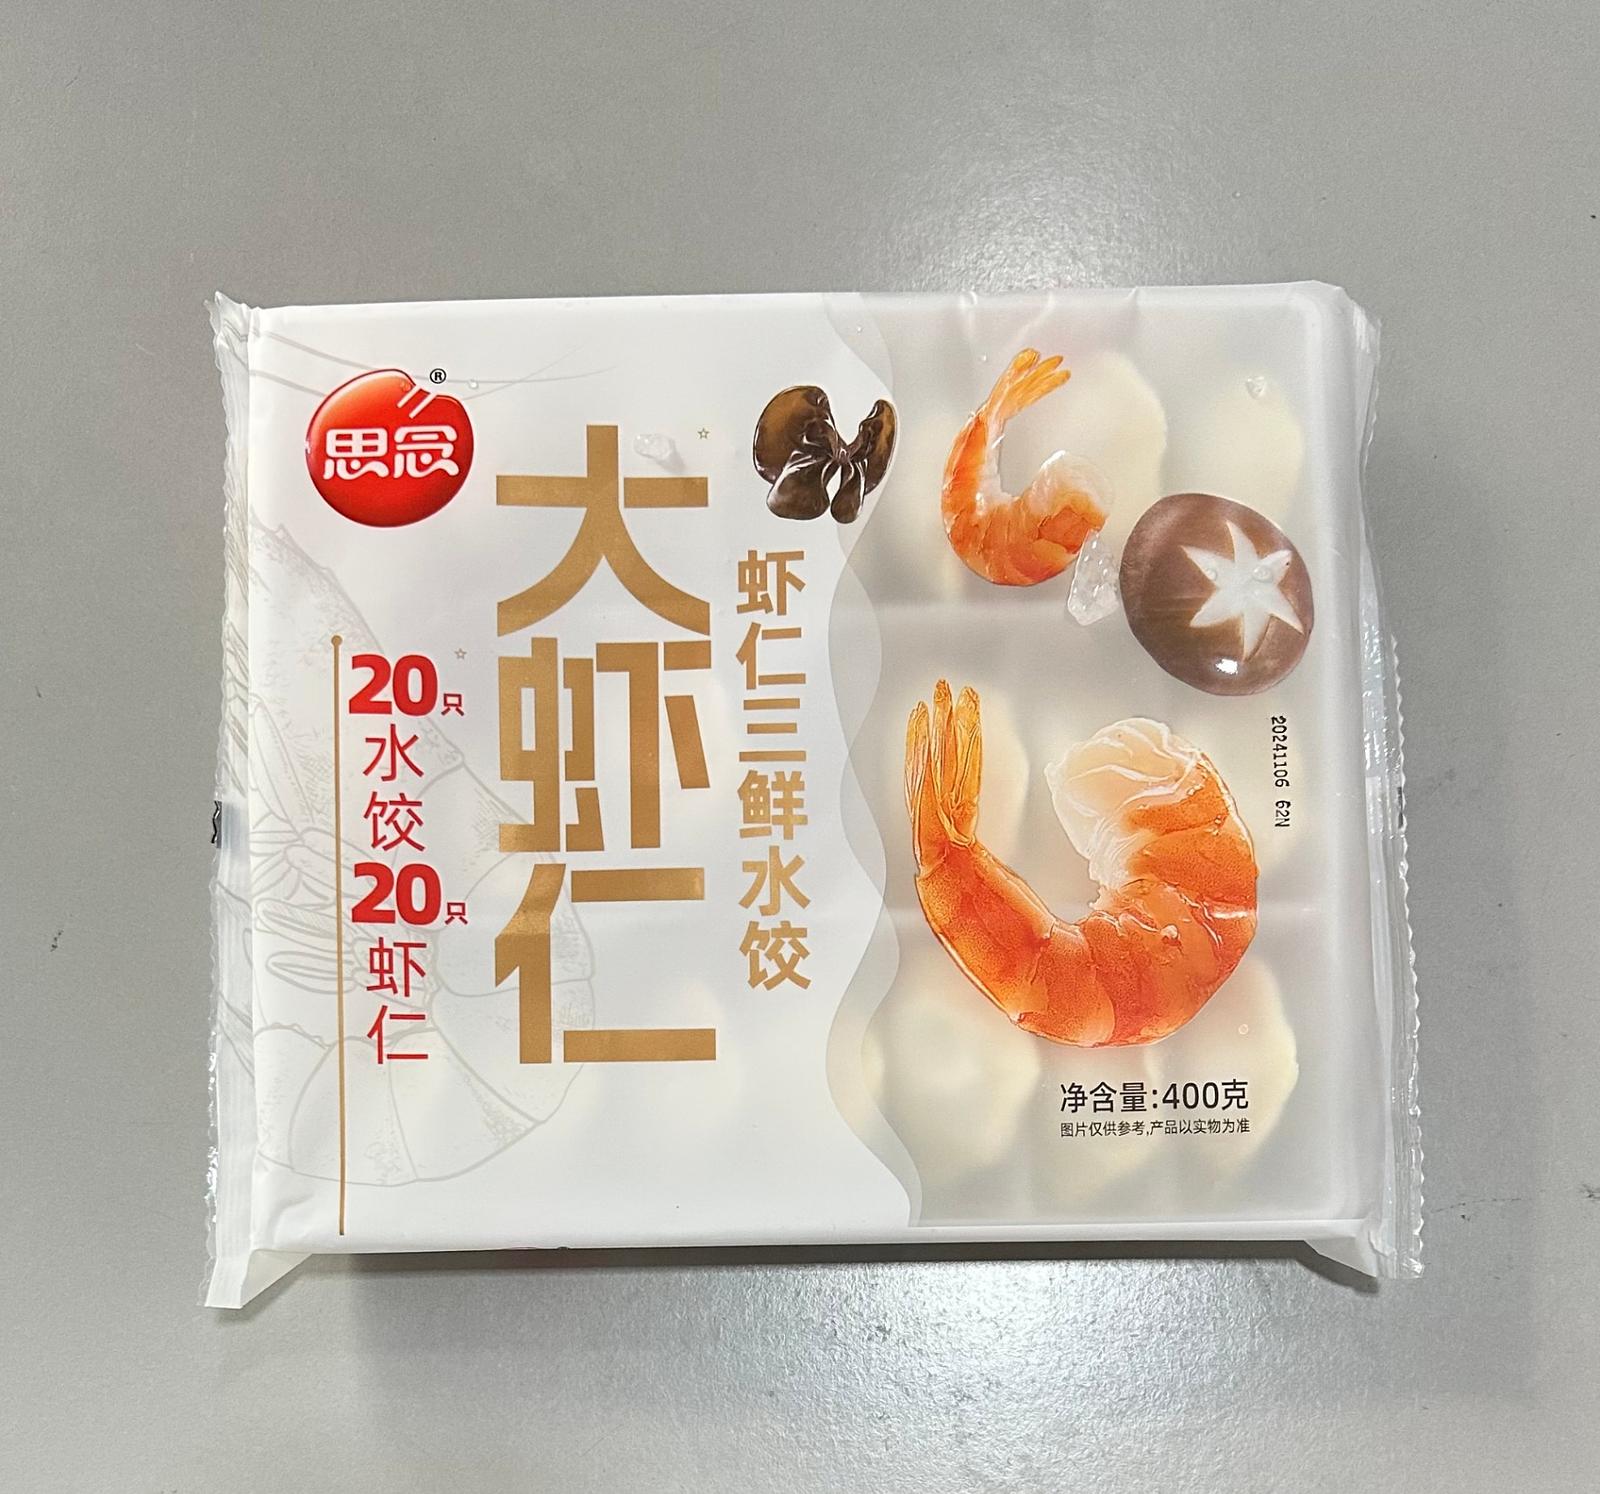 思念®
大虾仁
虾仁三鲜水饺
20只
水饺
20只
虾仁
20241106 62N
净含量:400克
图片仅供参考,产品以实物为准